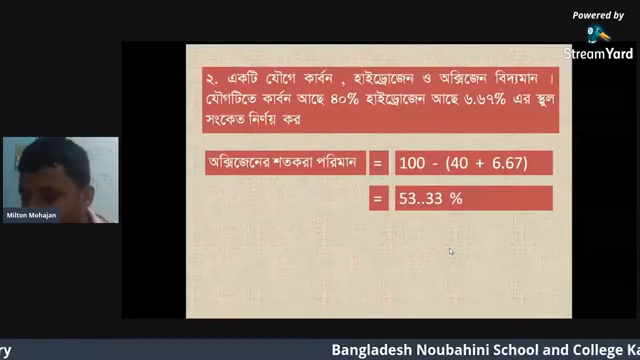 Powered by
StreamYard
২. একটি যৌগে কার্বন , হাইড্রোজেন ও অক্সিজেন বিদ্যমান ।
যৌগটিতে কার্বন আছে ৪০% হাইড্রোজেন আছে ৬.৬৭% এর স্থুল
সংকেত নির্ণয় কর
অক্সিজেনের শতকরা পরিমান = 100 - (40 + 6.67)
= 53..33 %
Milton Mohajan
ry Bangladesh Noubahini School and College Ka